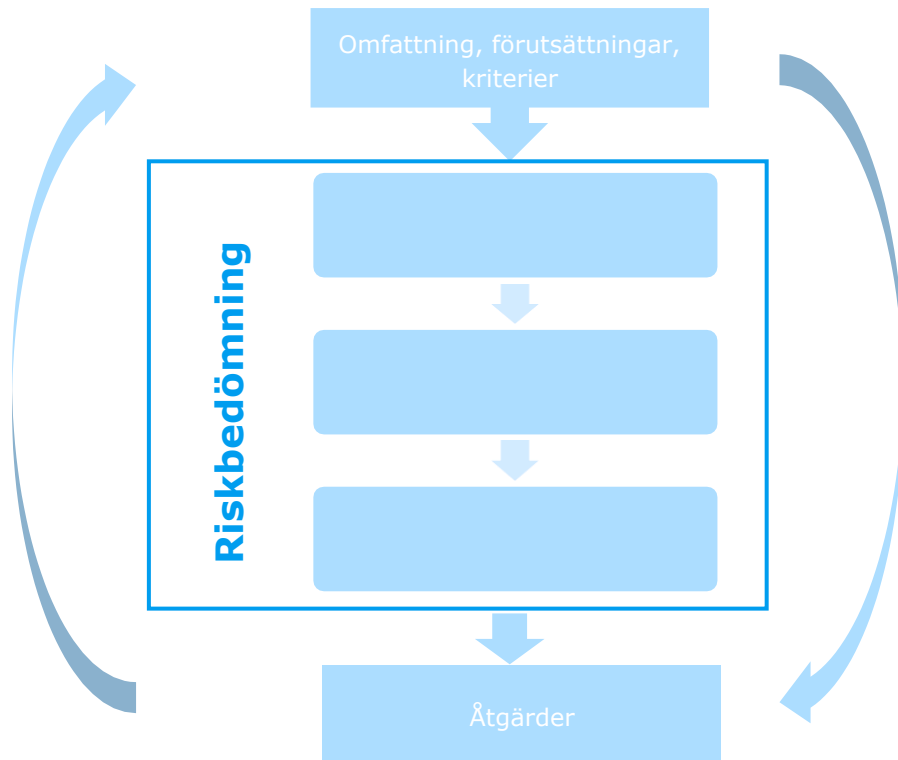 Omfattning, förutsättningar,
kriterier
Riskbedömning
Åtgärder